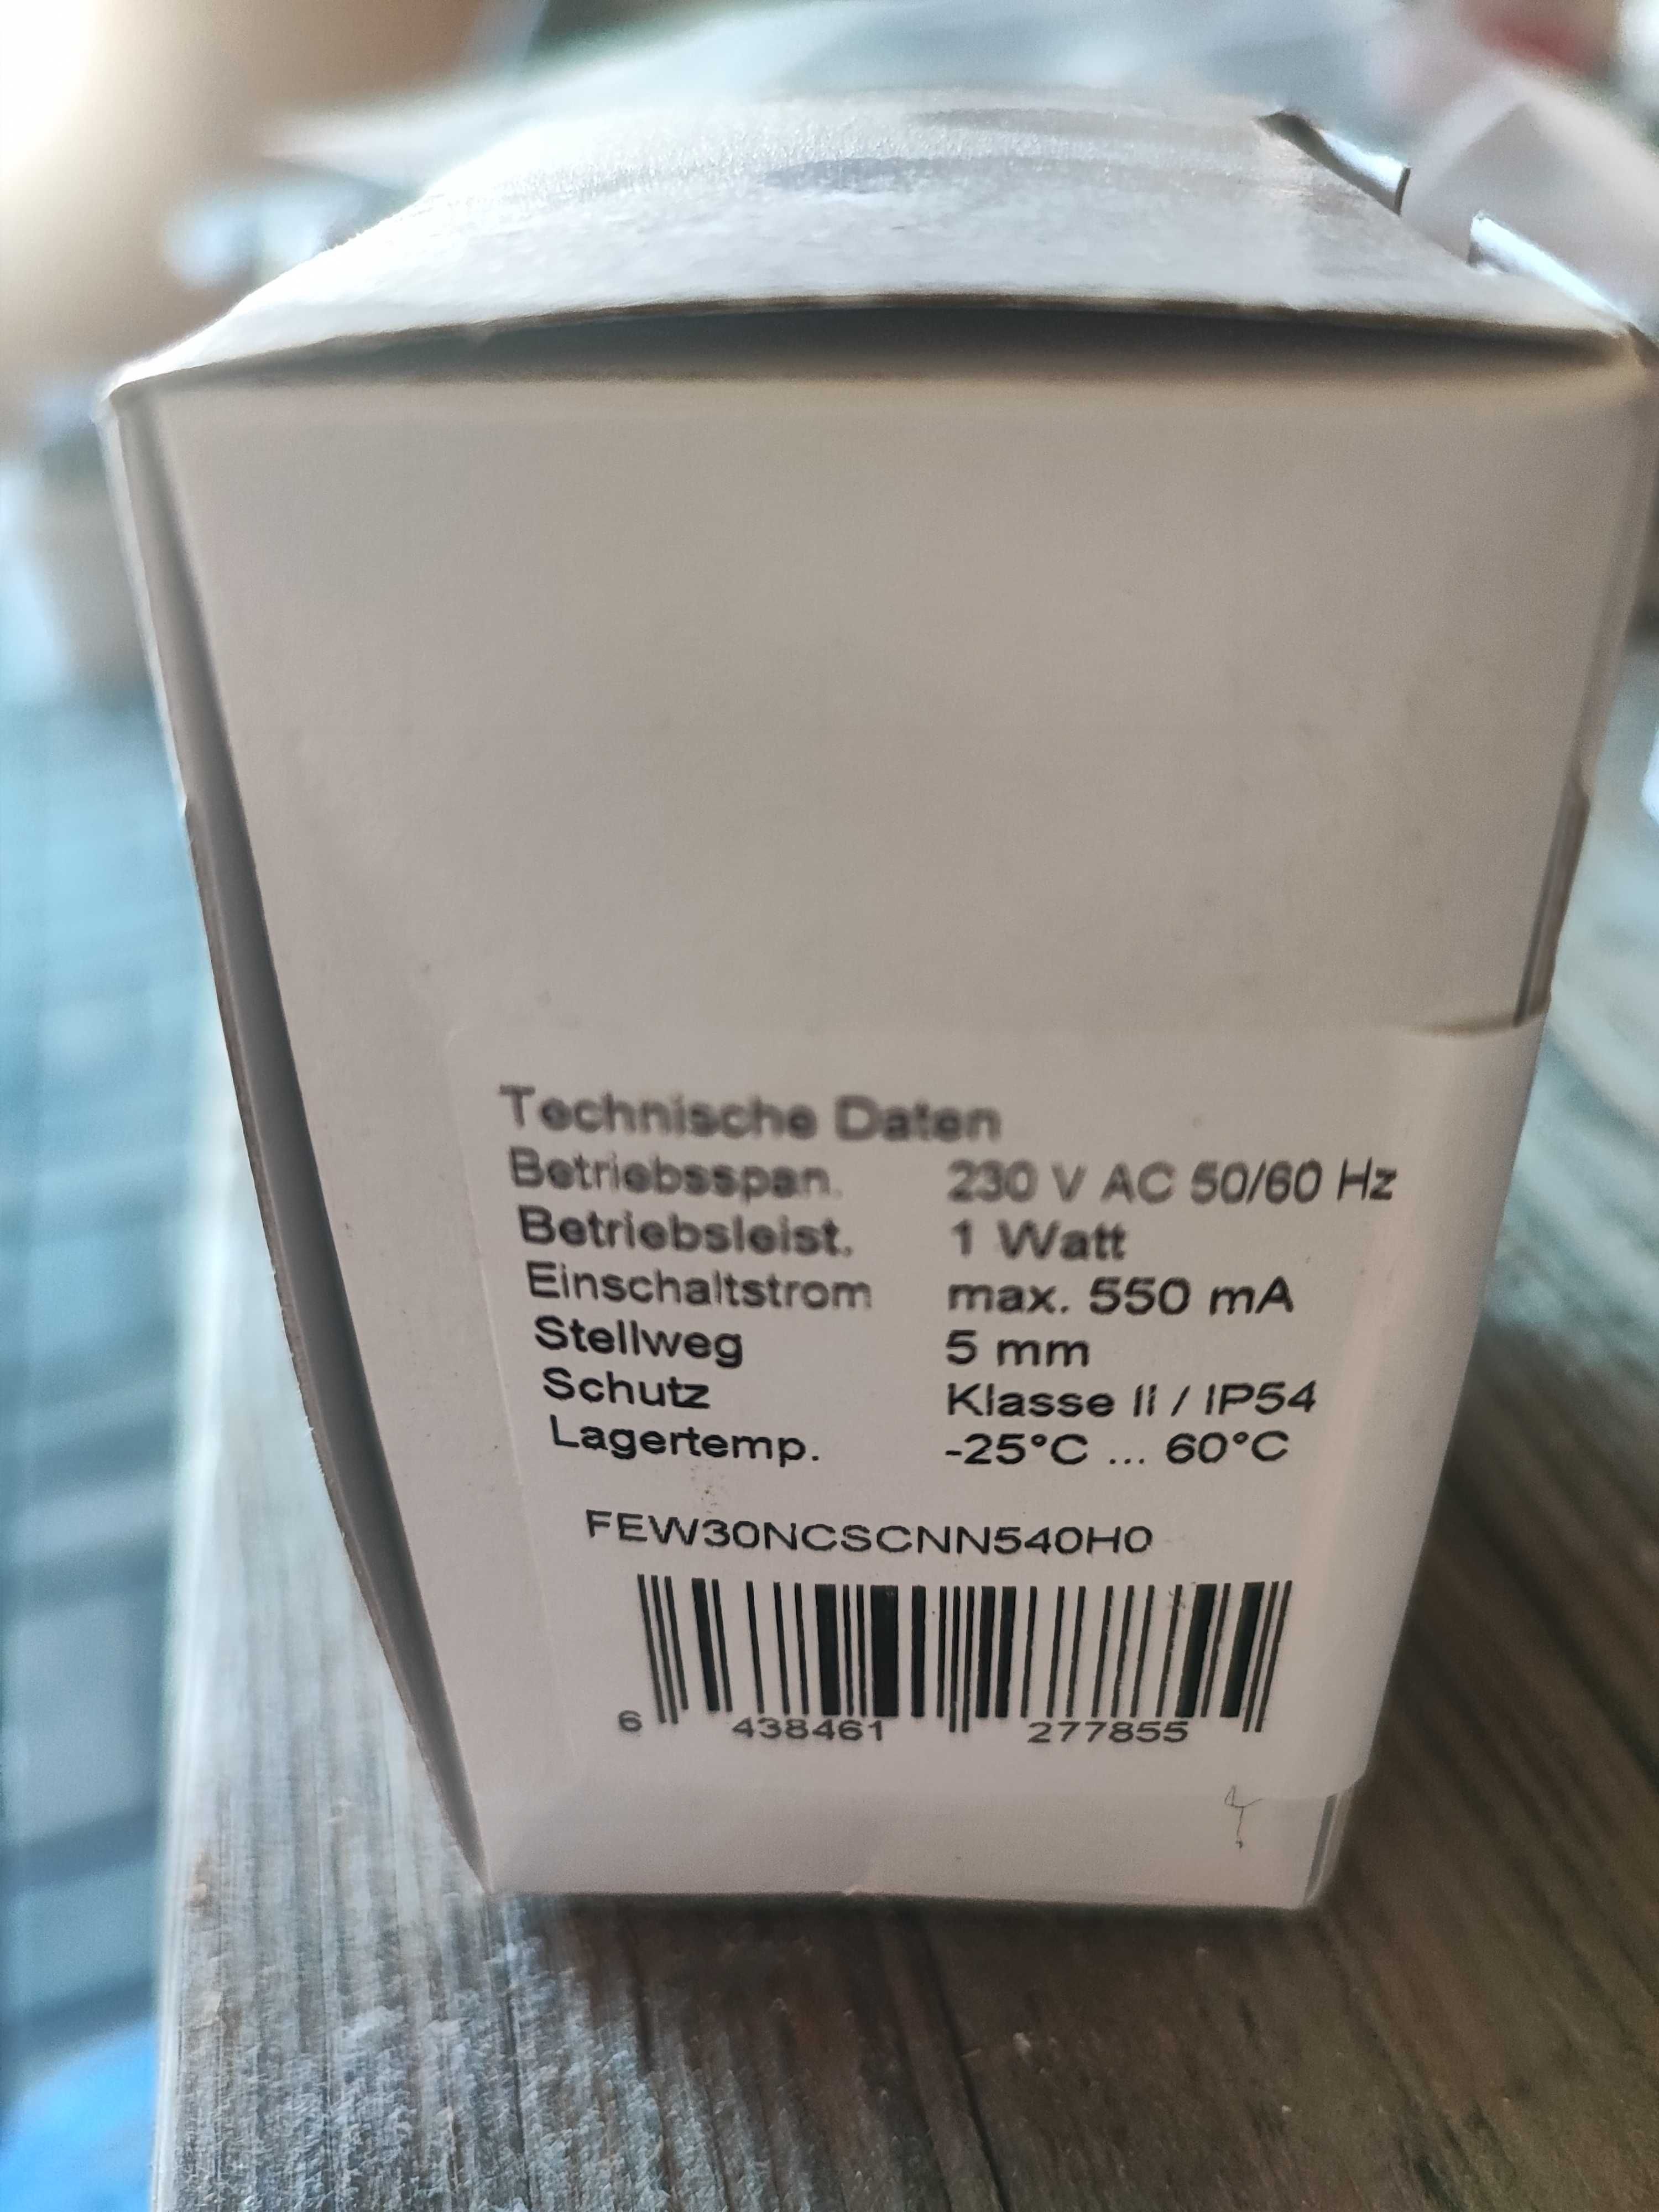 Technische Daten
Betriebsspan. 230 V AC 50/60 Hz
Betriebsleist. 1 Watt
Einschaltstrom max. 550 mA
Stellweg 5 mm
Schutz Klasse II / IP54
Lagertemp. -25°C ... 60°C
FEW30NCSCNN540H0
6 438461 277855